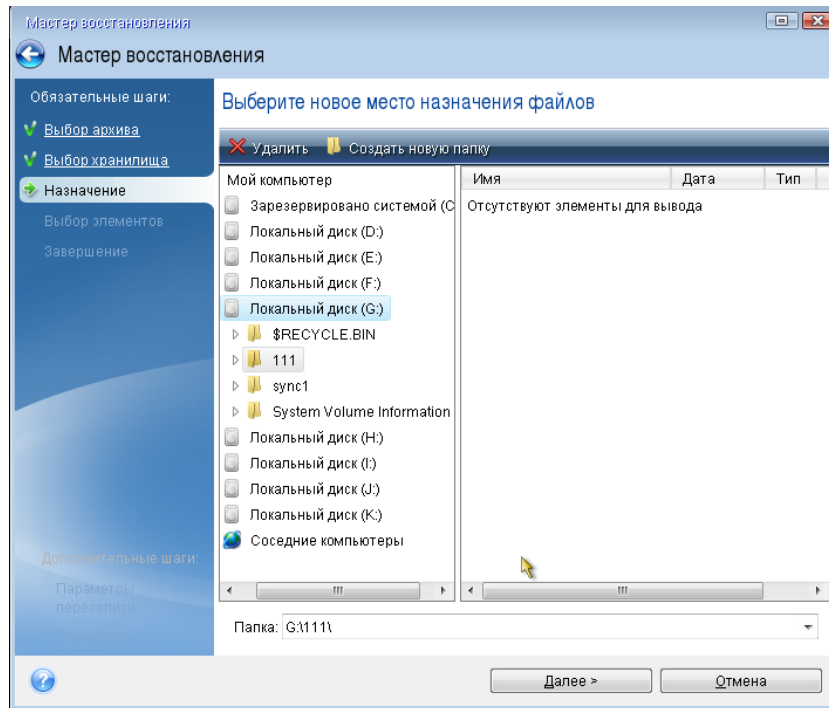 Мастер восстановления
Мастер восстановления
Обязательные шаги:
Выбор архива
Выбор хранилища
Назначение
Выбор элементов
Завершение
Дополнительные шаги:
Параметры
перезаписи
Выберите новое место назначения файлов
Удалить Создать новую папку
Мой компьютер
Зарезервировано системой (C
Локальный диск (D:)
Локальный диск (E:)
Локальный диск (F:)
Локальный диск (G:)
$RECYCLE.BIN
111
sync1
System Volume Information
Локальный диск (H:)
Локальный диск (I:)
Локальный диск (J:)
Локальный диск (K:)
Соседние компьютеры
Имя Дата Тип
Отсутствуют элементы для вывода
Папка: G:\111\
Далее > Отмена